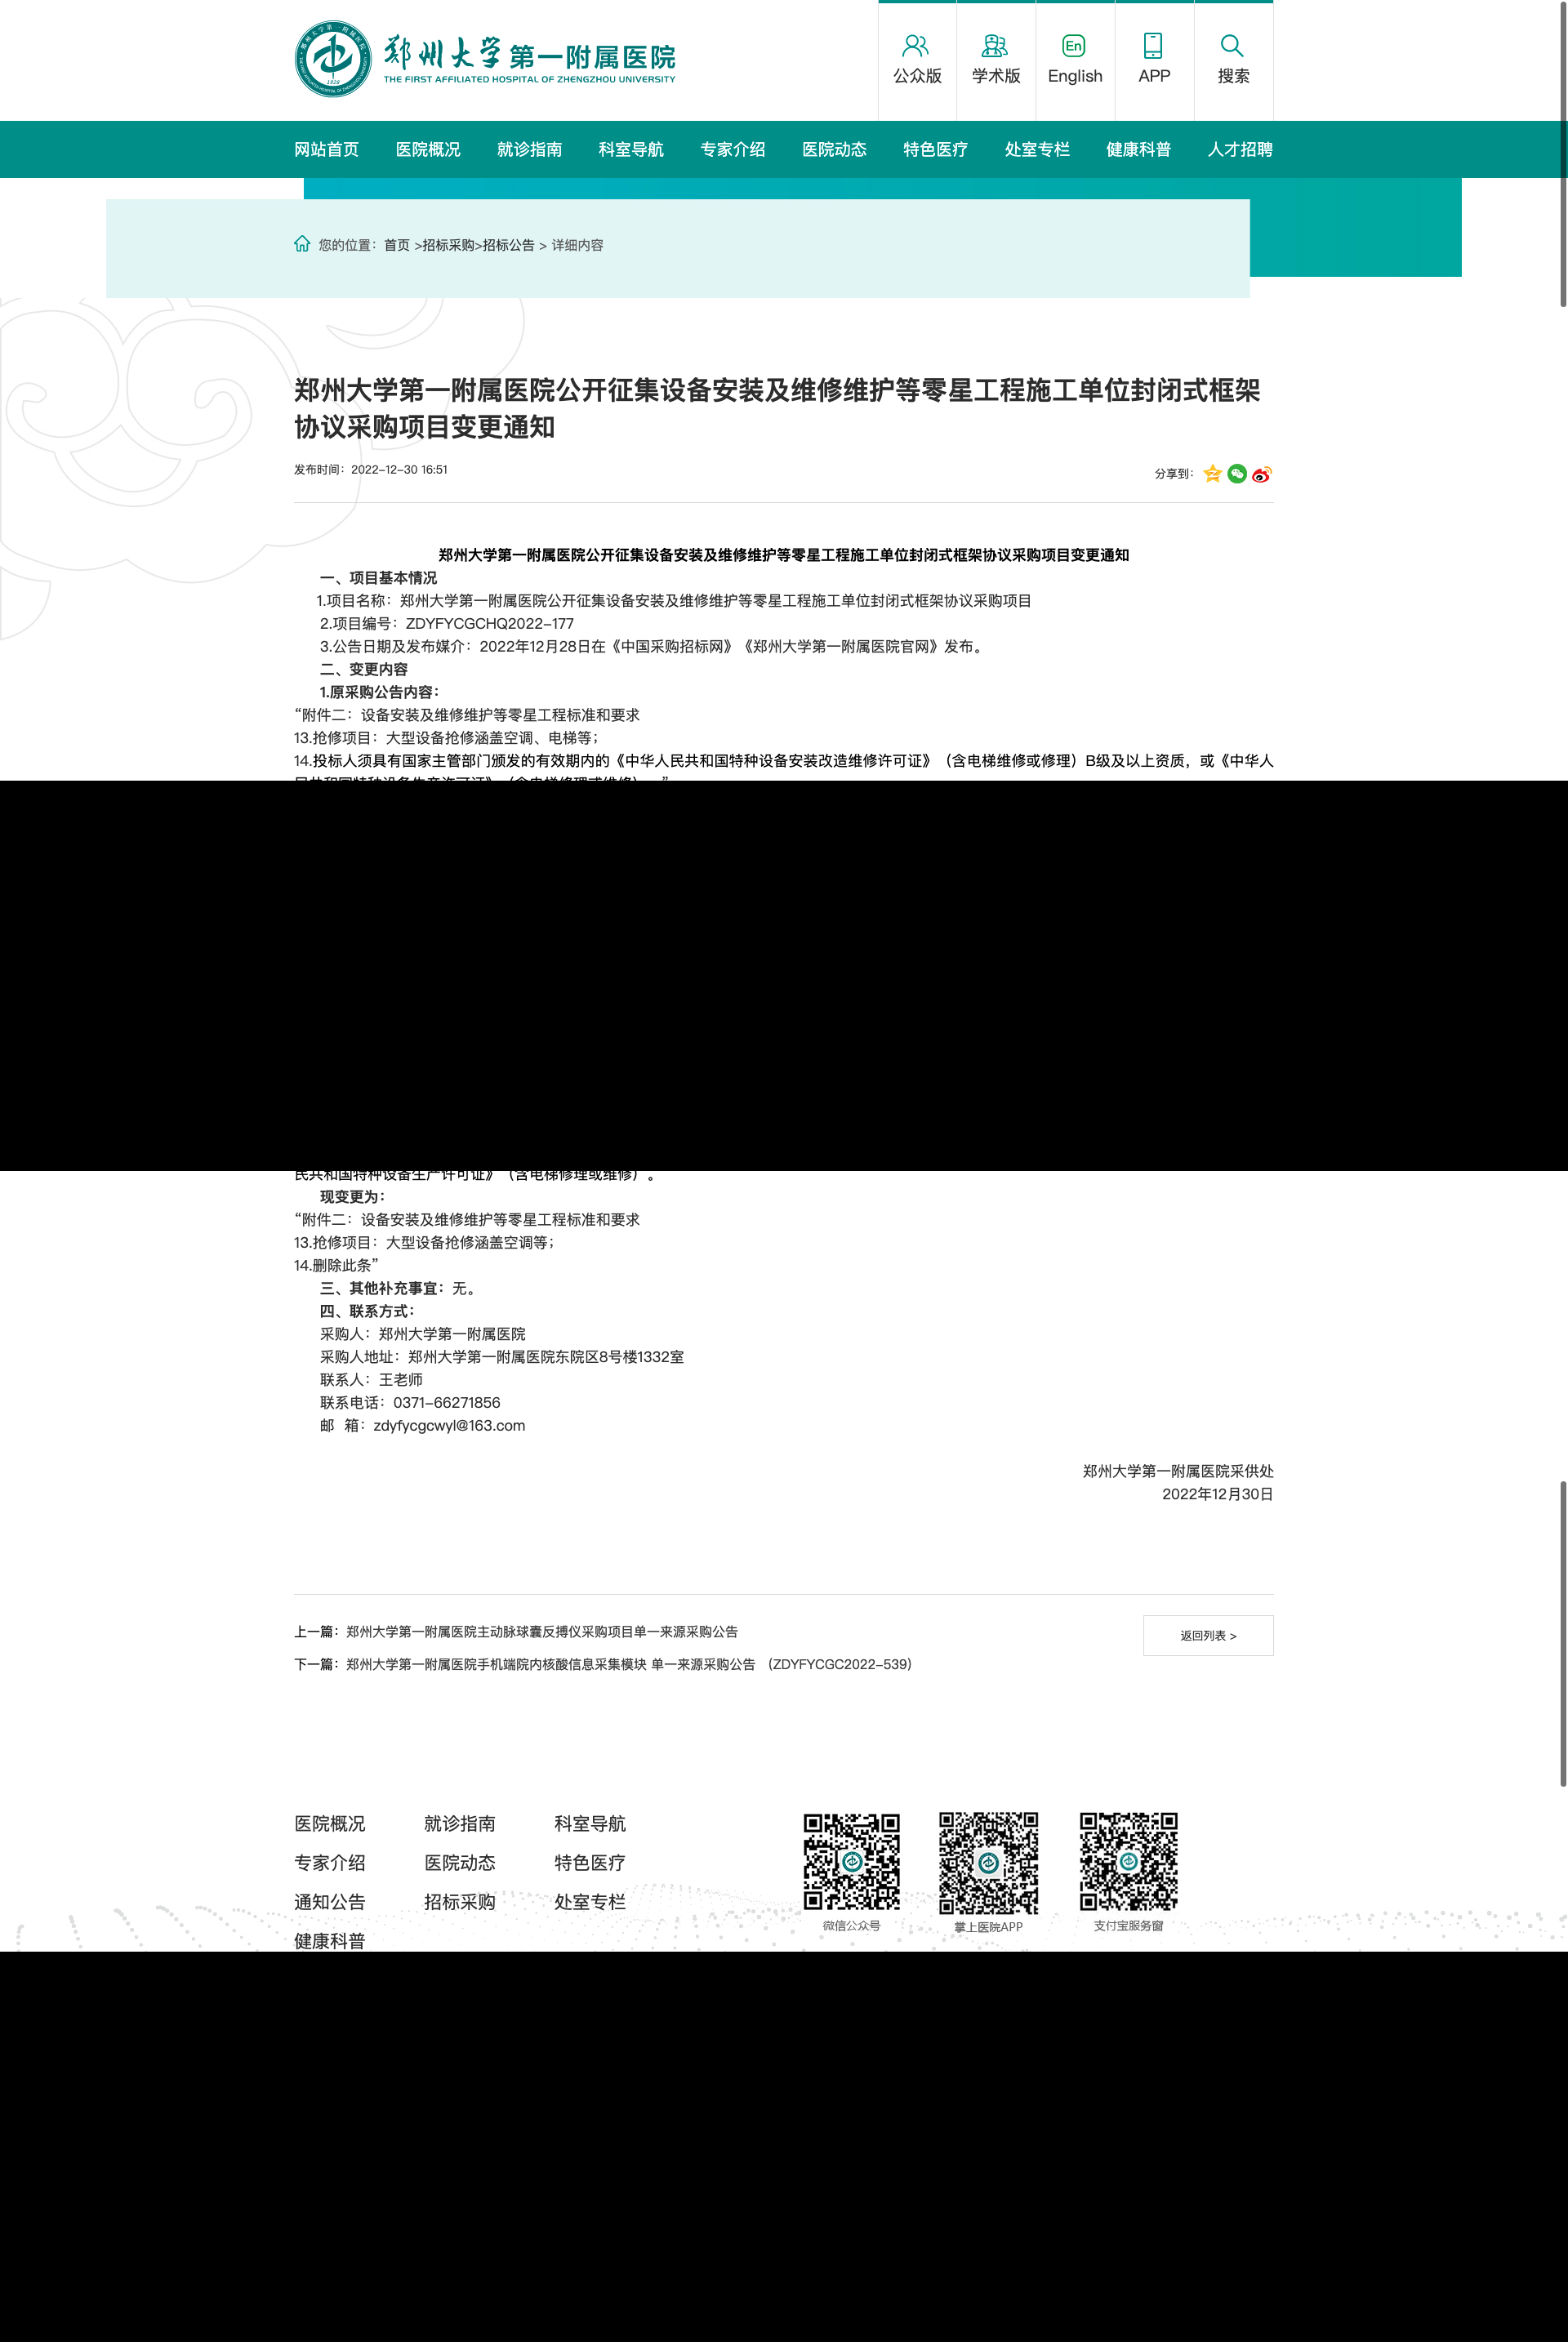 郑州大学第一附属医院
THE FIRST AFFILIATED HOSPITAL OF ZHENGZHOU UNIVERSITY
公众版
学术版
En
English
APP
搜索
网站首页 医院概况 就诊指南 科室导航 专家介绍 医院动态 特色医疗 处室专栏 健康科普 人才招聘
您的位置：首页 >招标采购>招标公告 > 详细内容
郑州大学第一附属医院公开征集设备安装及维修维护等零星工程施工单位封闭式框架
协议采购项目变更通知
发布时间：2022-12-30 16:51
分享到：
郑州大学第一附属医院公开征集设备安装及维修维护等零星工程施工单位封闭式框架协议采购项目变更通知
一、项目基本情况
1.项目名称：郑州大学第一附属医院公开征集设备安装及维修维护等零星工程施工单位封闭式框架协议采购项目
2.项目编号：ZDYFYCGCHQ2022-177
3.公告日期及发布媒介：2022年12月28日在《中国采购招标网》《郑州大学第一附属医院官网》发布。
二、变更内容
1.原采购公告内容：
“附件二：设备安装及维修维护等零星工程标准和要求
13.抢修项目：大型设备抢修涵盖空调、电梯等；
14.投标人须具有国家主管部门颁发的有效期内的《中华人民共和国特种设备安装改造维修许可证》（含电梯维修或修理）B级及以上资质，或《中华人
民共和国特种设备生产许可证》（含电梯修理或维修）。”
民共和国特种设备生产许可证》（含电梯修理或维修）。
现变更为：
“附件二：设备安装及维修维护等零星工程标准和要求
13.抢修项目：大型设备抢修涵盖空调等；
14.删除此条”
三、其他补充事宜：无。
四、联系方式：
采购人：郑州大学第一附属医院
采购人地址：郑州大学第一附属医院东院区8号楼1332室
联系人：王老师
联系电话：0371-66271856
邮 箱：zdyfycgcwyl@163.com
郑州大学第一附属医院采供处
2022年12月30日
上一篇：郑州大学第一附属医院主动脉球囊反搏仪采购项目单一来源采购公告
返回列表 >
下一篇：郑州大学第一附属医院手机端院内核酸信息采集模块 单一来源采购公告 （ZDYFYCGC2022-539）
医院概况 就诊指南 科室导航
专家介绍 医院动态 特色医疗
通知公告 招标采购 处室专栏
健康科普
微信公众号
掌上医院APP
支付宝服务窗